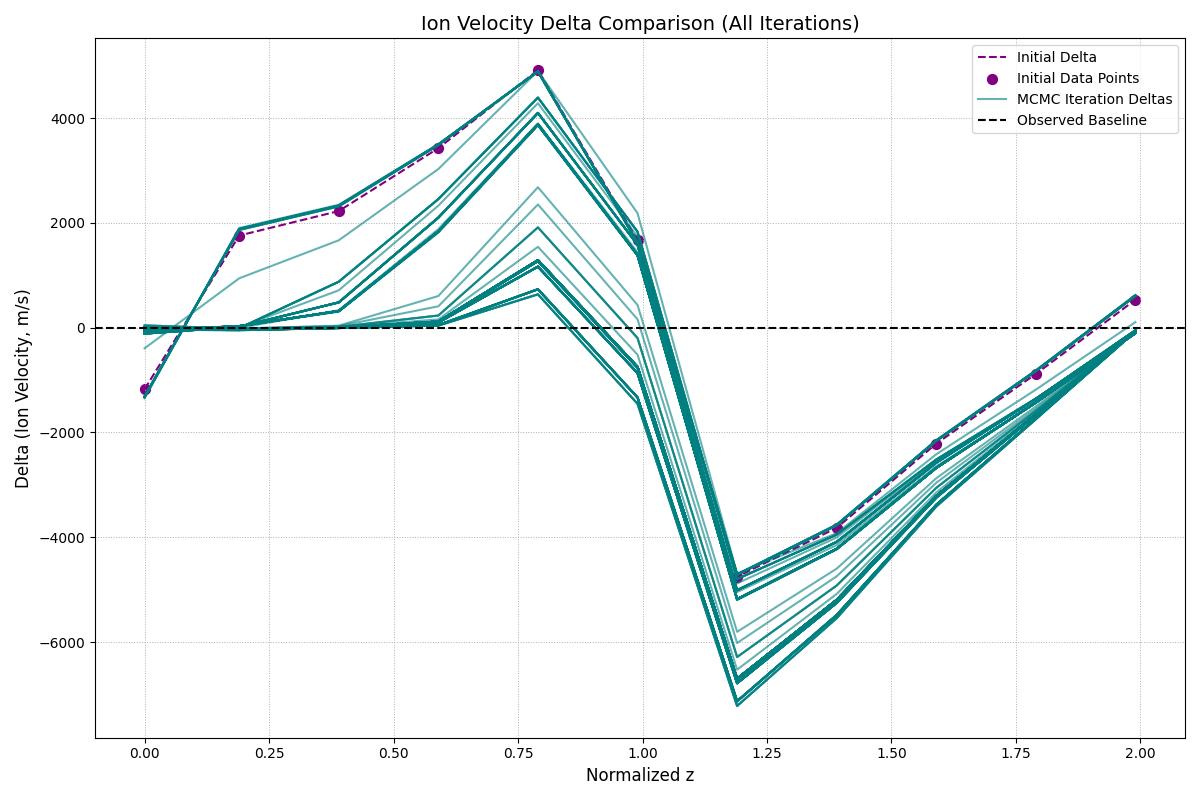 Ion Velocity Delta Comparison (All Iterations)
Initial Delta
Initial Data Points
MCMC Iteration Deltas
Observed Baseline
Delta (Ion Velocity, m/s)
4000
2000
0
−2000
−4000
−6000
0.00 0.25 0.50 0.75 1.00 1.25 1.50 1.75 2.00
Normalized z